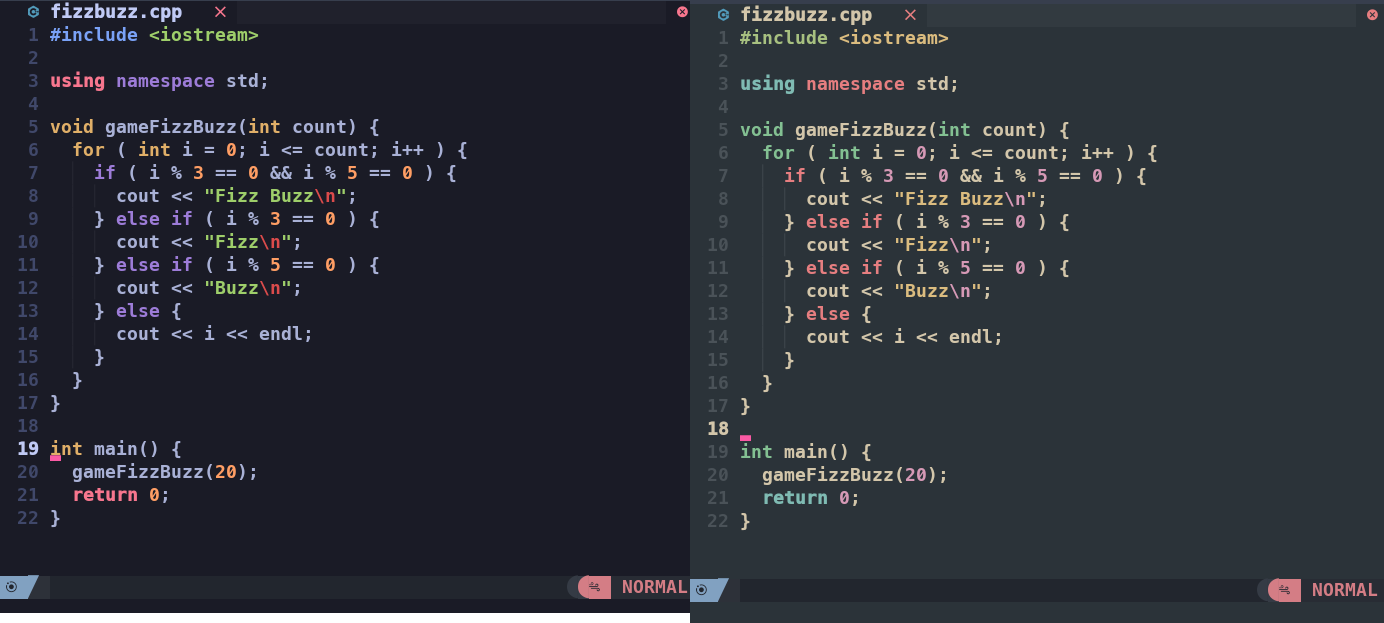 fizzbuzz.cpp
1 #include <iostream>
2
3 using namespace std;
4
5 void gameFizzBuzz(int count) {
6   for ( int i = 0; i <= count; i++ ) {
7     if ( i % 3 == 0 && i % 5 == 0 ) {
8       cout << "Fizz Buzz\n";
9     } else if ( i % 3 == 0 ) {
10       cout << "Fizz\n";
11     } else if ( i % 5 == 0 ) {
12       cout << "Buzz\n";
13     } else {
14       cout << i << endl;
15     }
16   }
17 }
18
19 int main() {
20   gameFizzBuzz(20);
21   return 0;
22 }
NORMAL
fizzbuzz.cpp
1 #include <iostream>
2
3 using namespace std;
4
5 void gameFizzBuzz(int count) {
6   for ( int i = 0; i <= count; i++ ) {
7     if ( i % 3 == 0 && i % 5 == 0 ) {
8       cout << "Fizz Buzz\n";
9     } else if ( i % 3 == 0 ) {
10       cout << "Fizz\n";
11     } else if ( i % 5 == 0 ) {
12       cout << "Buzz\n";
13     } else {
14       cout << i << endl;
15     }
16   }
17 }
18
19 int main() {
20   gameFizzBuzz(20);
21   return 0;
22 }
NORMAL